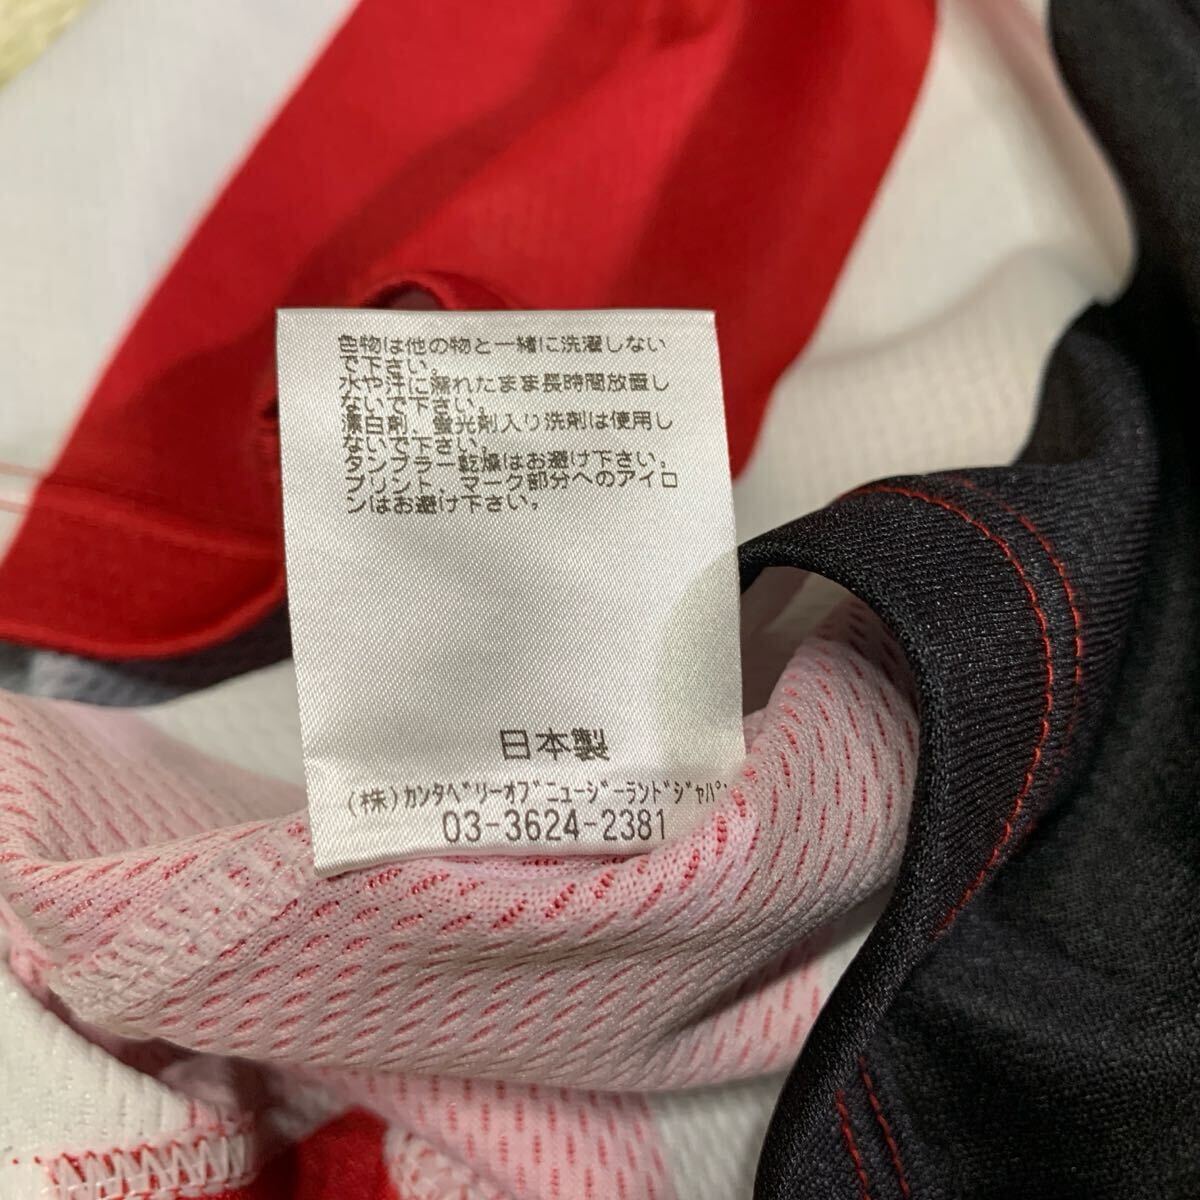 色物は他の物と一緒に洗濯しない
で下さい。
水や汗に濡れたまま長時間放置し
ないで下さい。
漂白剤、蛍光剤入り洗剤は使用し
ないで下さい。
タンブラー乾燥はお避け下さい。
プリント、マーク部分へのアイロ
ンはお避け下さい。
日本製
(株)カンタベリーオブニュージーランドジャパン
03-3624-2381